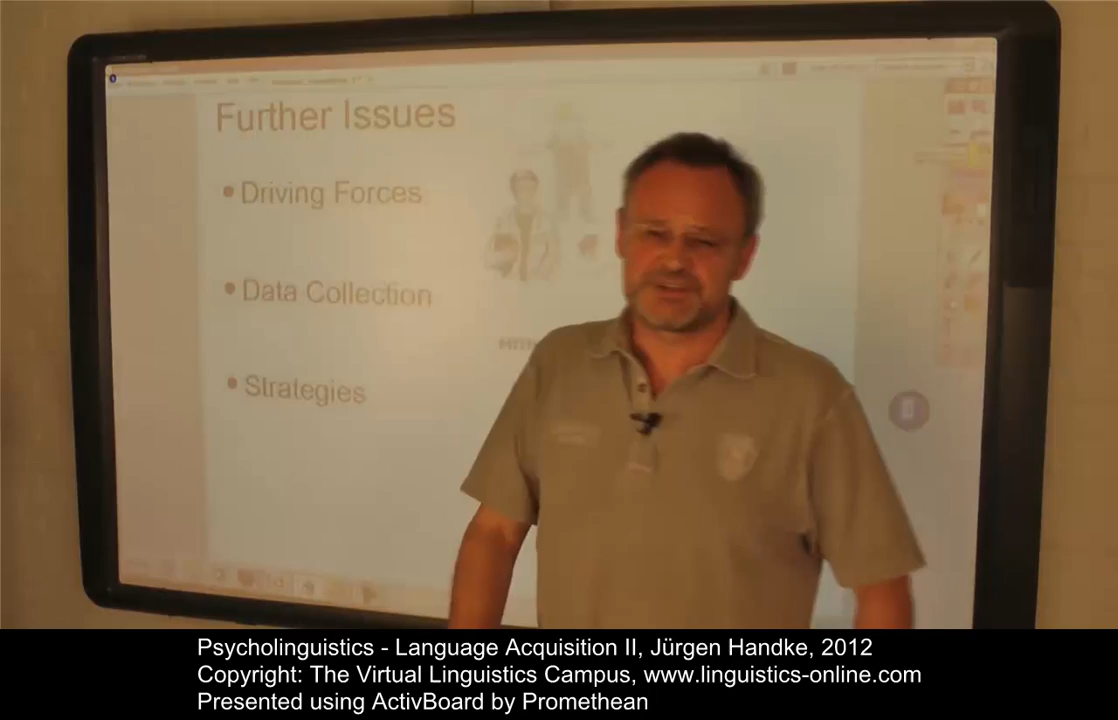 Further Issues
• Driving Forces
• Data Collection
• Strategies
Psycholinguistics - Language Acquisition II, Jürgen Handke, 2012
Copyright: The Virtual Linguistics Campus, www.linguistics-online.com
Presented using ActivBoard by Promethean